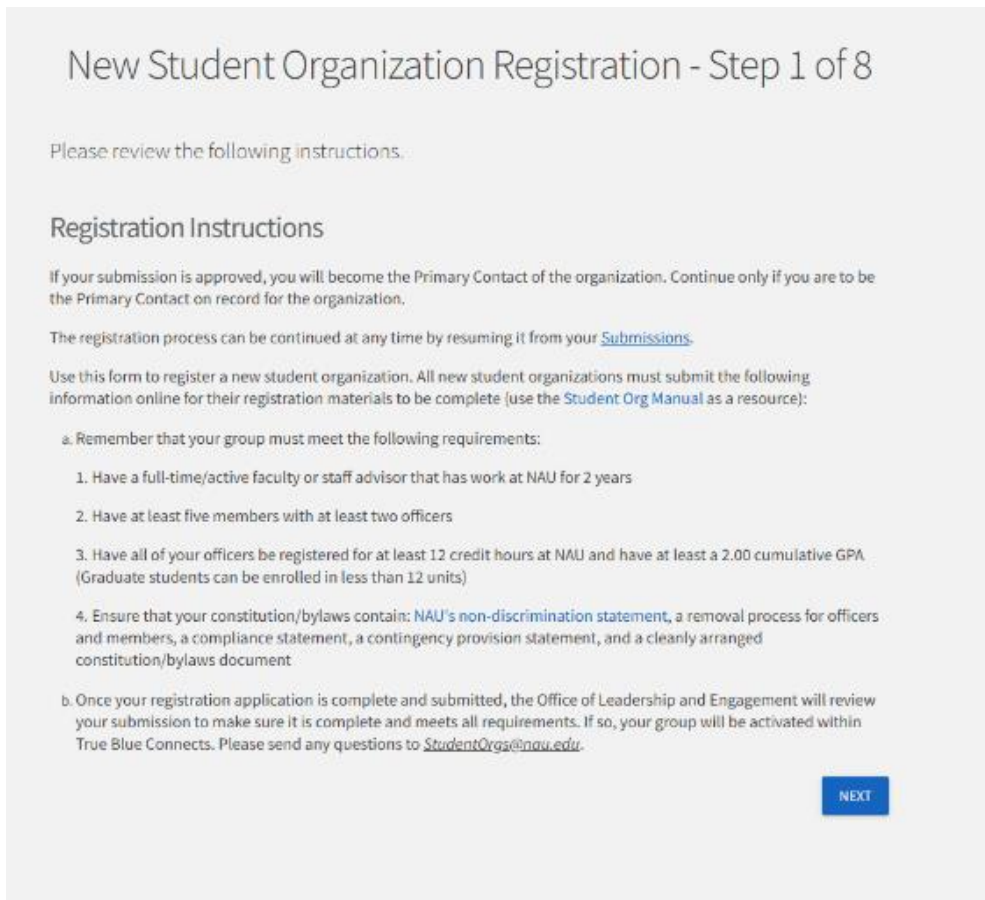 New Student Organization Registration - Step 1 of 8
Please review the following instructions.
Registration Instructions
If your submission is approved, you will become the Primary Contact of the organization. Continue only if you are to be
the Primary Contact on record for the organization.
The registration process can be continued at any time by resuming it from your Submissions.
Use this form to register a new student organization. All new student organizations must submit the following
information online for their registration materials to be complete (use the Student Org Manual as a resource):
a. Remember that your group must meet the following requirements:
1. Have a full-time/active faculty or staff advisor that has work at NAU for 2 years
2. Have at least five members with at least two officers
3. Have all of your officers be registered for at least 12 credit hours at NAU and have at least a 2.00 cumulative GPA
(Graduate students can be enrolled in less than 12 units)
4. Ensure that your constitution/bylaws contain: NAU's non-discrimination statement, a removal process for officers
and members, a compliance statement, a contingency provision statement, and a cleanly arranged
constitution/bylaws document
b. Once your registration application is complete and submitted, the Office of Leadership and Engagement will review
your submission to make sure it is complete and meets all requirements. If so, your group will be activated within
True Blue Connects. Please send any questions to StudentOrgs@nau.edu.
NEXT